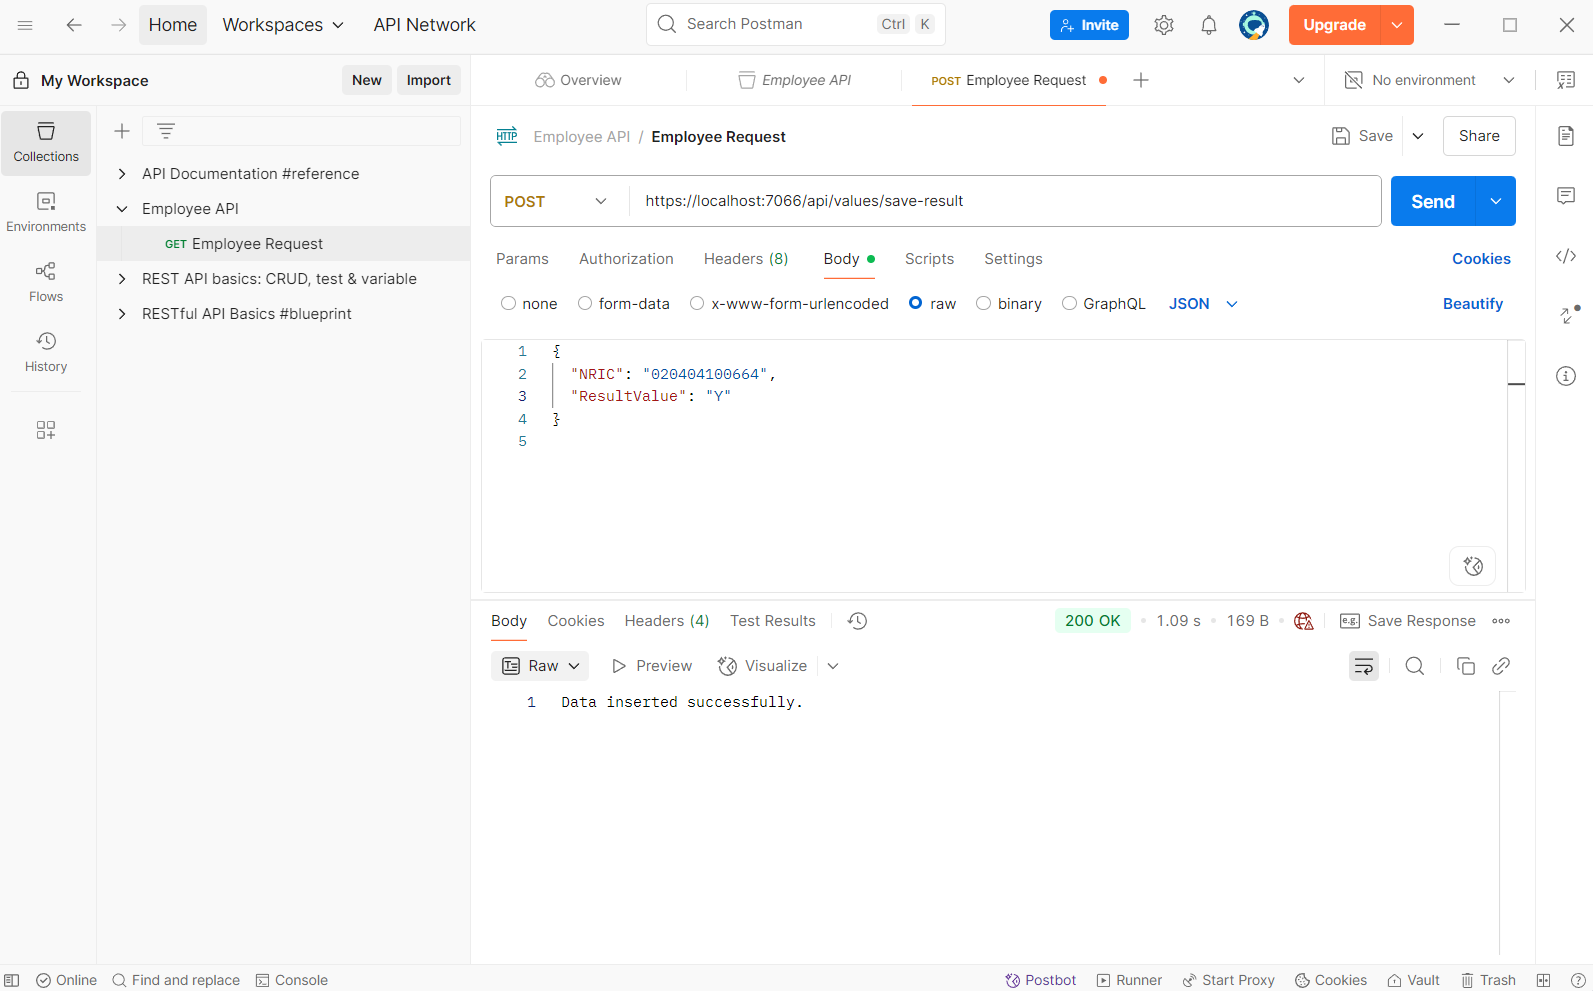 Home Workspaces API Network Search Postman Ctrl K Invite Upgrade
My Workspace New Import Overview Employee API POST Employee Request No environment
Collections
Environments
Flows
History
API Documentation #reference
Employee API
GET Employee Request
REST API basics: CRUD, test & variable
RESTful API Basics #blueprint
HTTP Employee API / Employee Request Save Share
POST https://localhost:7066/api/values/save-result Send
Params Authorization Headers (8) Body Scripts Settings Cookies
none form-data x-www-form-urlencoded raw binary GraphQL JSON Beautify
1 {
2 "NRIC": "020404100664",
3 "ResultValue": "Y"
4 }
5
Body Cookies Headers (4) Test Results 200 OK 1.09 s 169 B e.g. Save Response
Raw Preview Visualize
1 Data inserted successfully.
Online Find and replace Console Postbot Runner Start Proxy Cookies Vault Trash